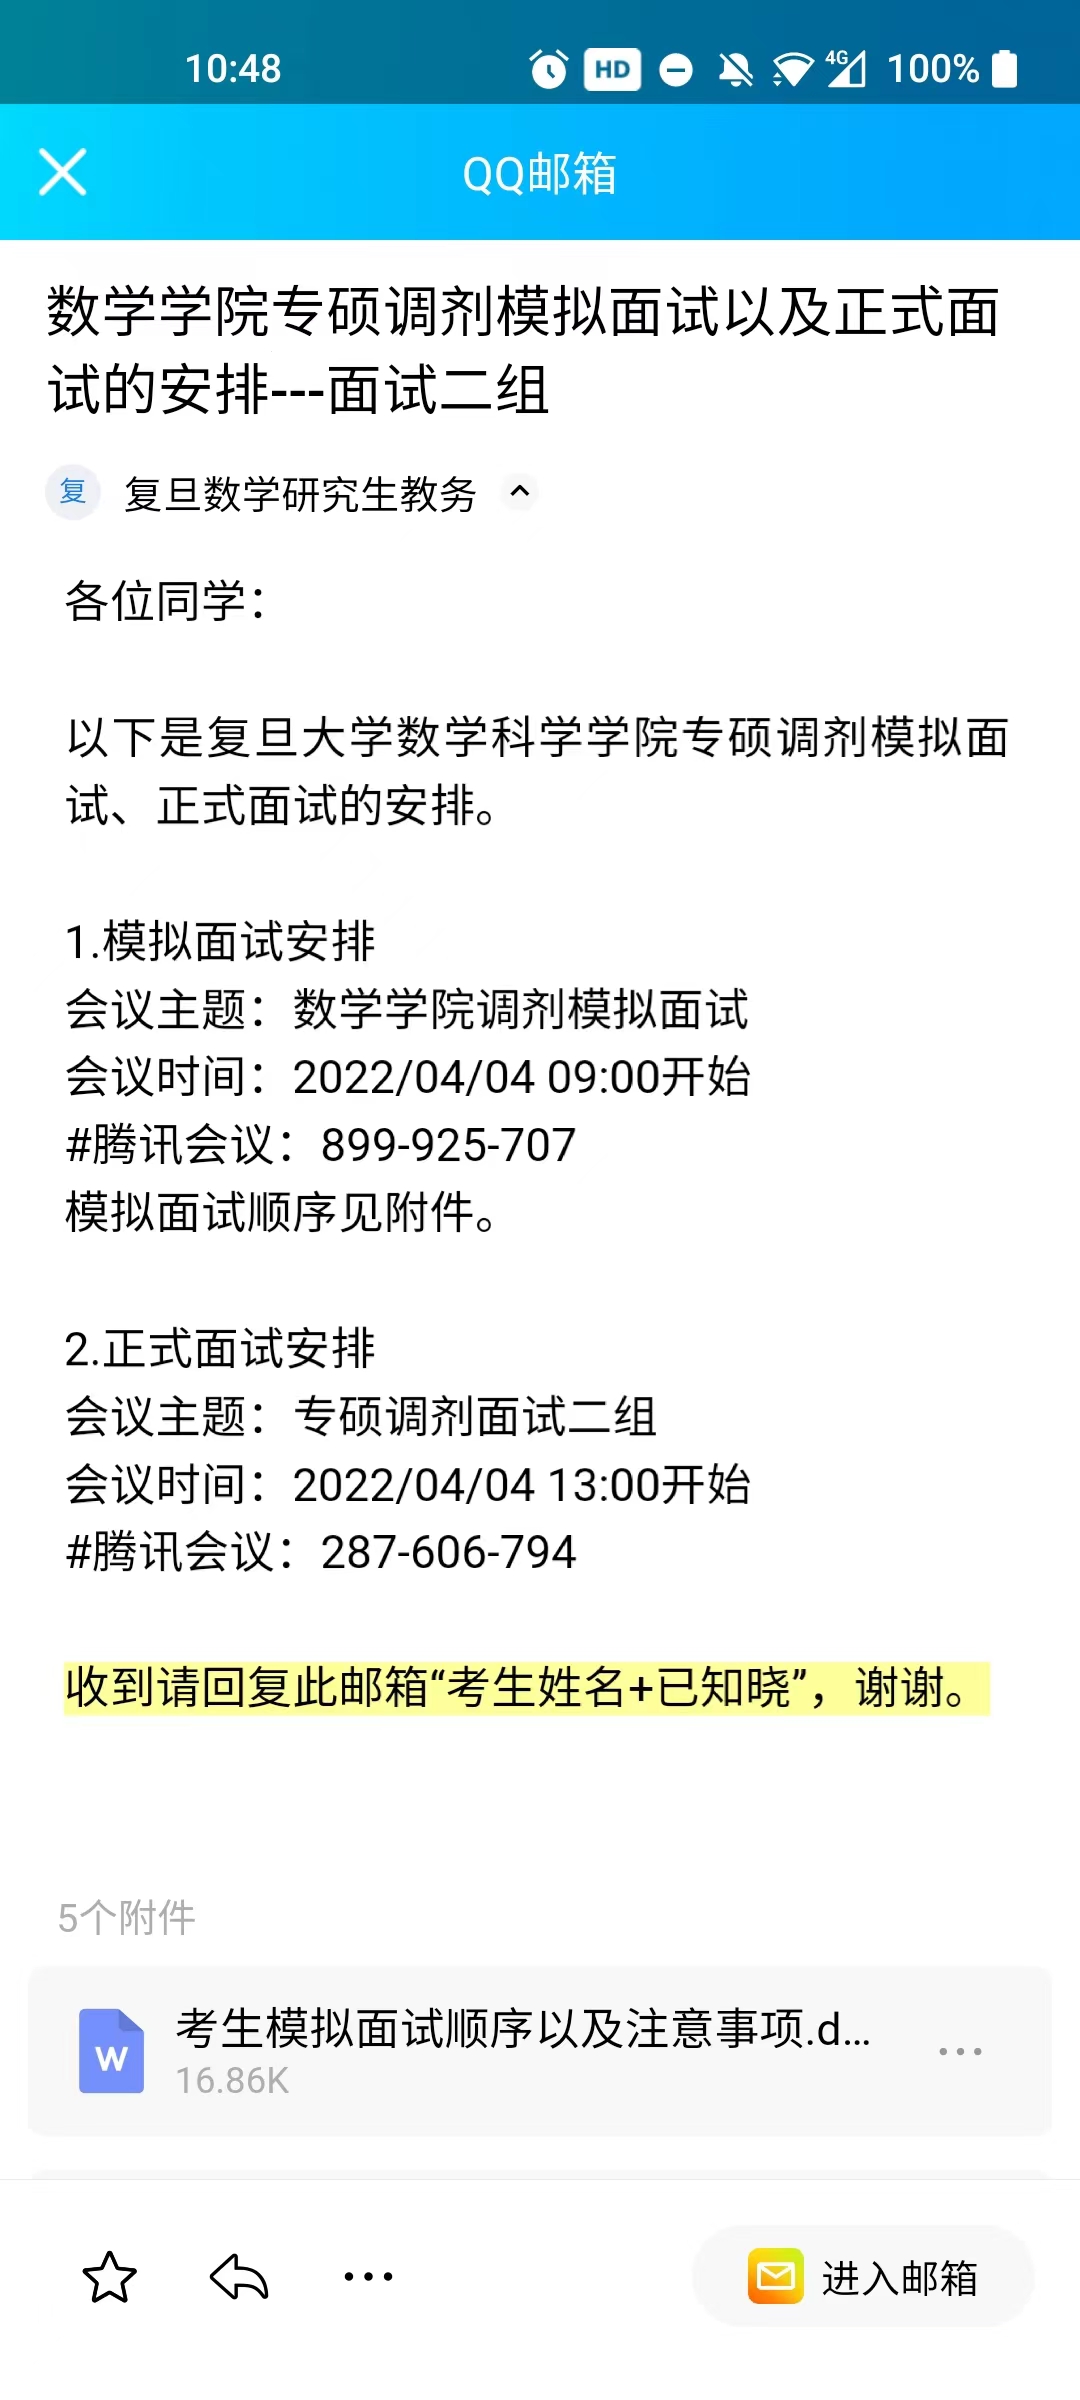 10:48
HD
4G
100%
QQ邮箱
数学学院专硕调剂模拟面试以及正式面
试的安排---面试二组
复 复旦数学研究生教务
各位同学：
以下是复旦大学数学科学学院专硕调剂模拟面
试、正式面试的安排。
1.模拟面试安排
会议主题：数学学院调剂模拟面试
会议时间：2022/04/04 09:00开始
#腾讯会议：899-925-707
模拟面试顺序见附件。
2.正式面试安排
会议主题：专硕调剂面试二组
会议时间：2022/04/04 13:00开始
#腾讯会议：287-606-794
收到请回复此邮箱“考生姓名+已知晓”，谢谢。
5个附件
W
考生模拟面试顺序以及注意事项.d...
16.86K
进入邮箱